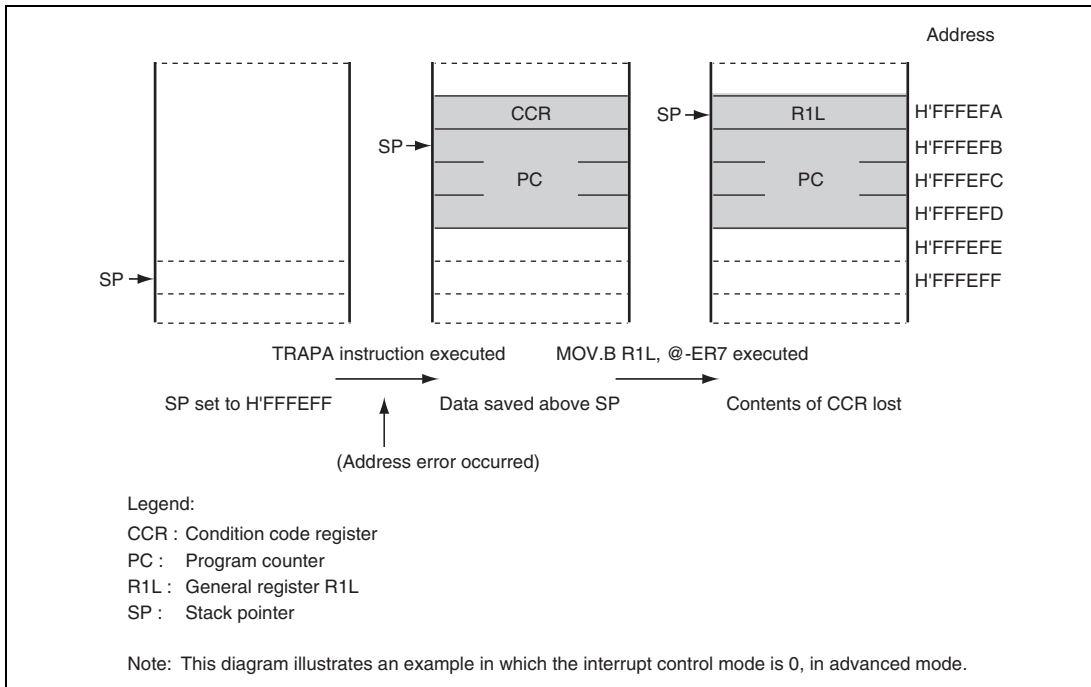 Address
CCR
SP
R1L
H'FFFEFA
SP
H'FFFEFB
PC
PC
H'FFFEFC
H'FFFEFD
H'FFFEFE
SP
H'FFFEFF
TRAPA instruction executed
MOV.B R1L, @-ER7 executed
SP set to H'FFFEFF
Data saved above SP
Contents of CCR lost
(Address error occurred)
Legend:
CCR : Condition code register
PC : Program counter
R1L : General register R1L
SP : Stack pointer
Note: This diagram illustrates an example in which the interrupt control mode is 0, in advanced mode.